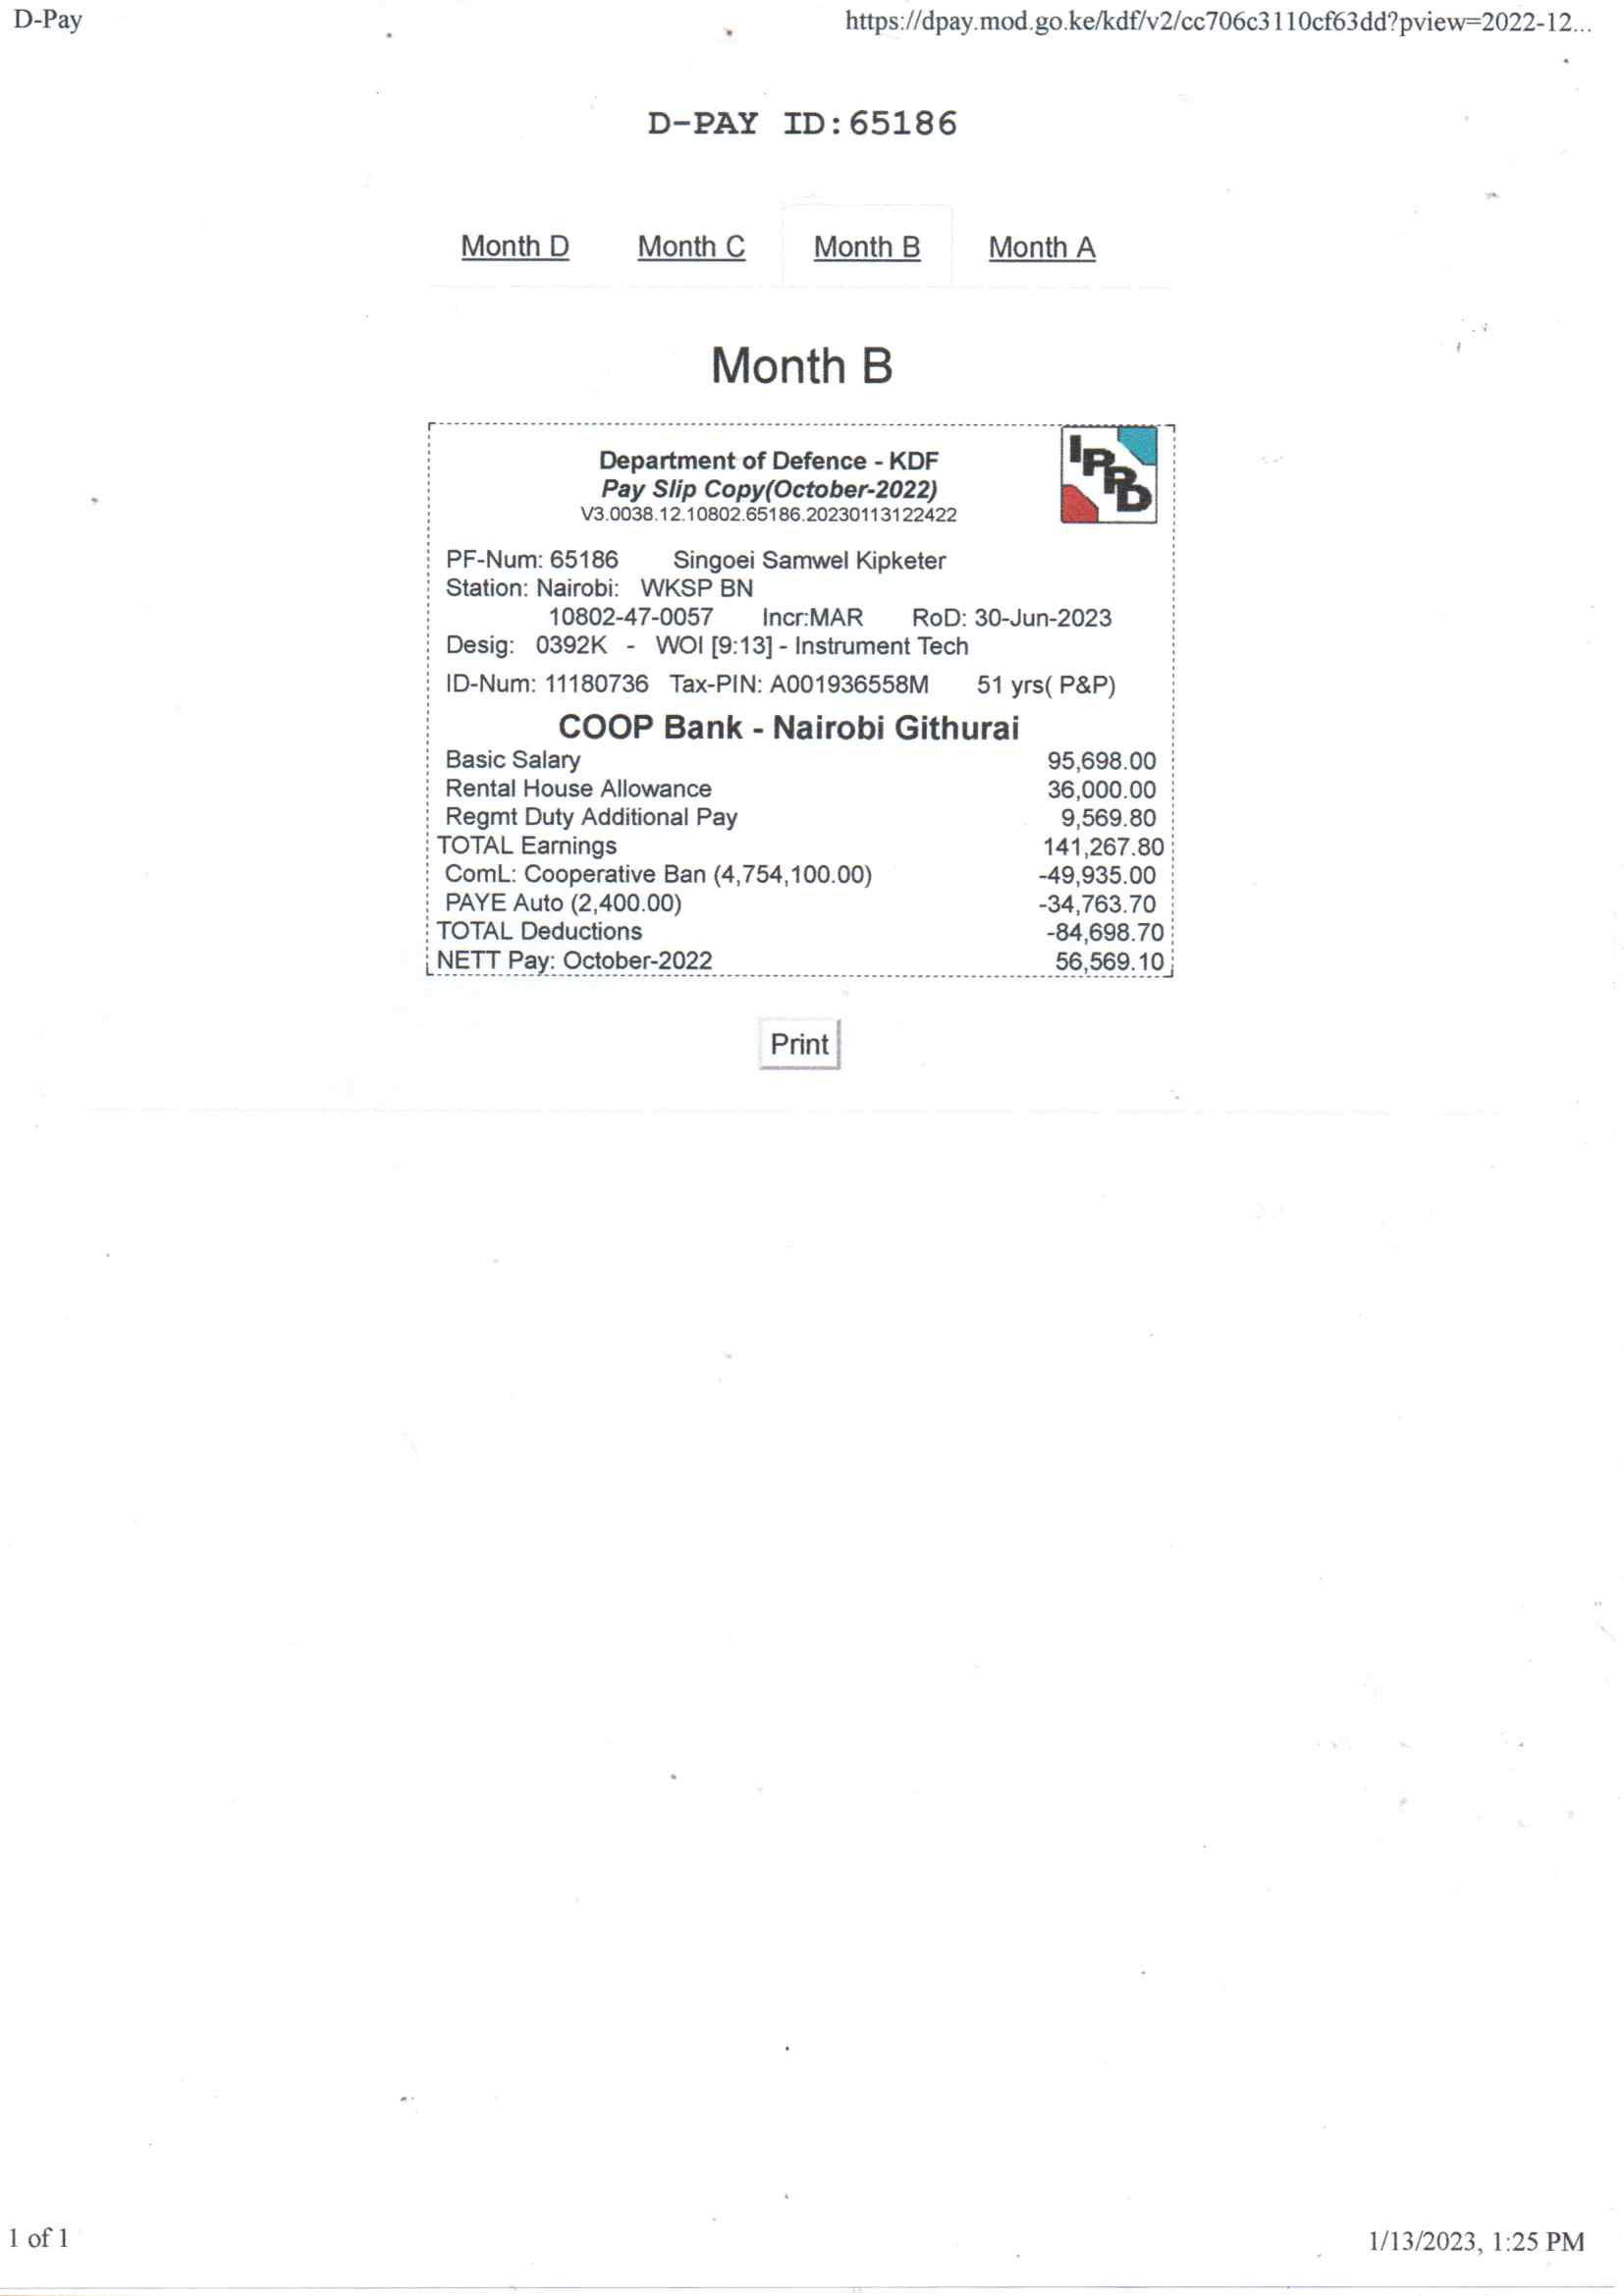 D-Pay https://dpay.mod.go.ke/kdf/v2/cc706c3110cf63dd?pview=2022-12...
D-PAY ID:65186
Month D Month C Month B Month A
Month B
IPPD
Department of Defence - KDF
Pay Slip Copy(October-2022)
V3.0038.12.10802.65186.20230113122422
PF-Num: 65186 Singoei Samwel Kipketer
Station: Nairobi: WKSP BN
10802-47-0057 Incr:MAR RoD: 30-Jun-2023
Desig: 0392K - WOI [9:13] - Instrument Tech
ID-Num: 11180736 Tax-PIN: A001936558M 51 yrs( P&P)
COOP Bank - Nairobi Githurai
Basic Salary 95,698.00
Rental House Allowance 36,000.00
Regmt Duty Additional Pay 9,569.80
TOTAL Earnings 141,267.80
ComL: Cooperative Ban (4,754,100.00) -49,935.00
PAYE Auto (2,400.00) -34,763.70
TOTAL Deductions -84,698.70
NETT Pay: October-2022 56,569.10
Print
1 of 1 1/13/2023, 1:25 PM